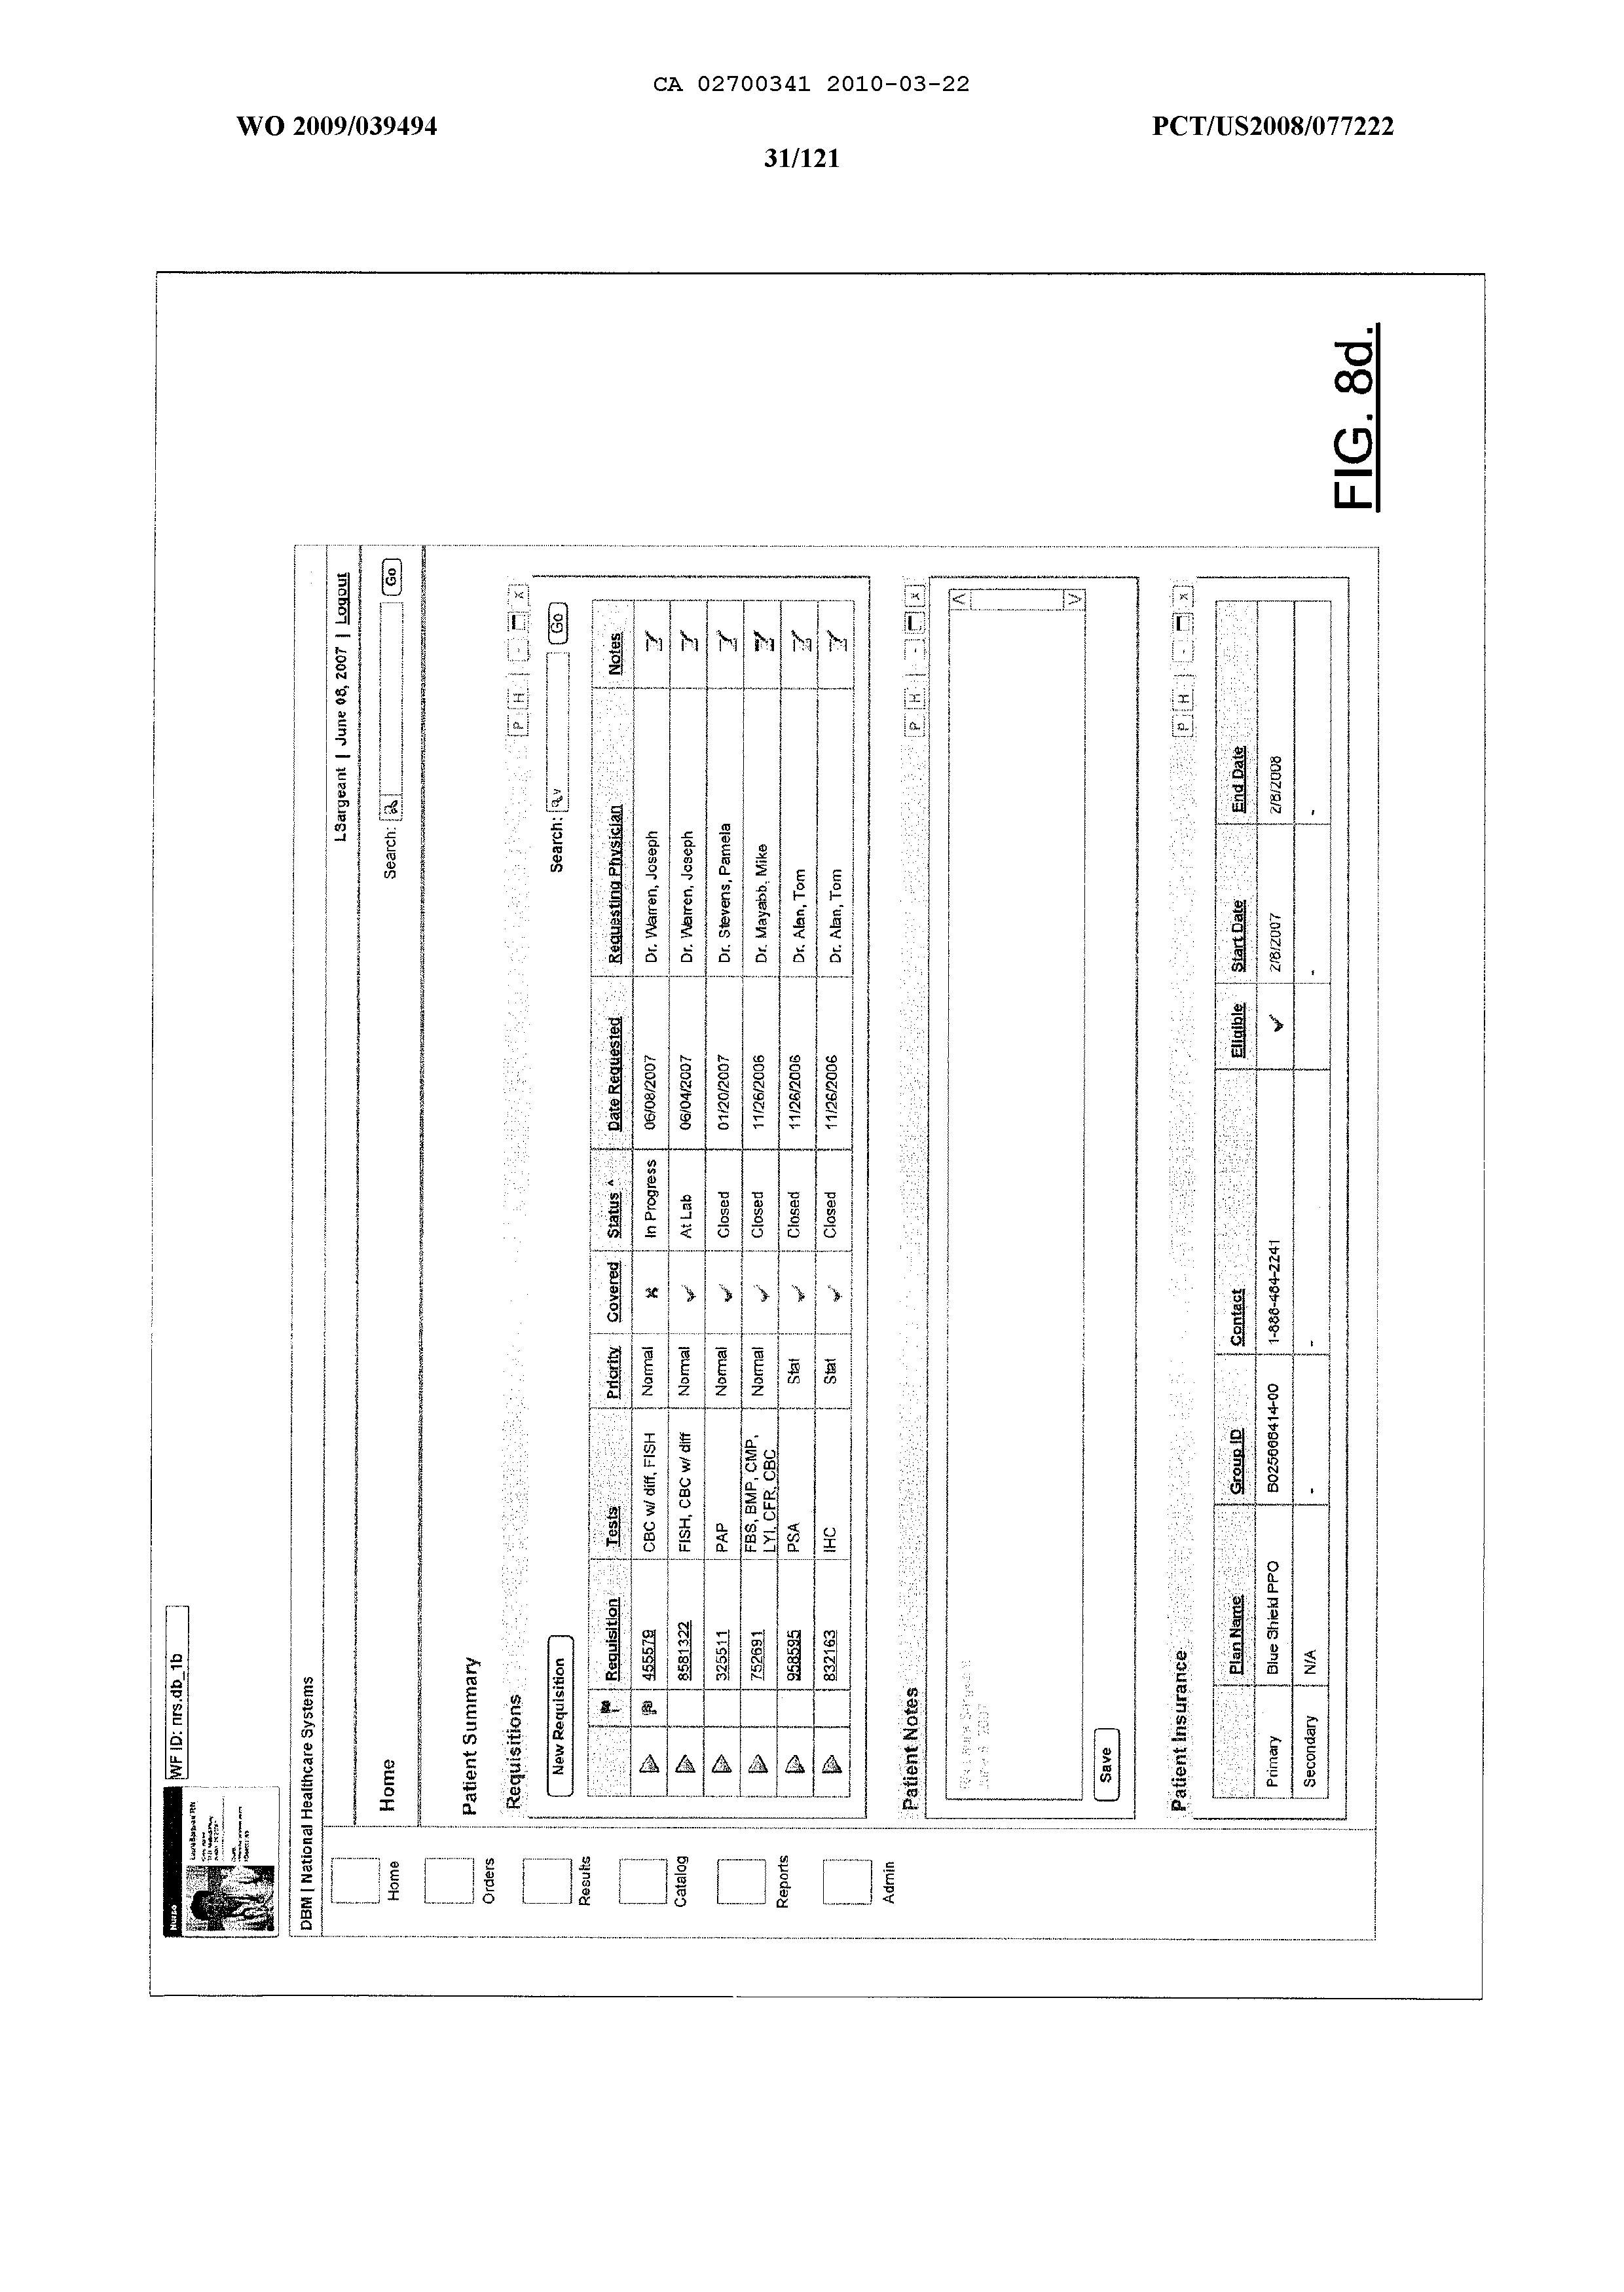 CA 02700341 2010-03-22
WO 2009/039494 PCT/US2008/077222
31/121
Nurse
WF ID: nrs.db_1b
DBM | National Healthcare Systems
LSargeant | June 08, 2007 | Logout
Home Search: Go
Home
Orders
Results
Catalog
Reports
Admin
Patient Summary
Requisitions P H - x
New Requisition Search: Go
Requisition Tests Priority Covered Status ^ Date Requested Requesting Physician Notes
455579 CBC w/ diff, FISH Normal In Progress 06/08/2007 Dr. Warren, Joseph
8581322 FISH, CBC w/ diff Normal At Lab 06/04/2007 Dr. Warren, Joseph
325511 PAP Normal Closed 01/20/2007 Dr. Stevens, Pamela
752691 FBS, BMP, CMP, Normal Closed 11/26/2006 Dr. Mayabb, Mike
LYI, CFR, CBC
958595 PSA Stat Closed 11/26/2006 Dr. Alan, Tom
832163 IHC Stat Closed 11/26/2006 Dr. Alan, Tom
Patient Notes P H - x
Save
Patient Insurance P H - x
Plan Name Group ID Contact Eligible Start Date End Date
Primary Blue Shield PPO B025666414-00 1-888-484-2241 2/8/2007 2/8/2008
Secondary N/A - - - -
FIG. 8d.